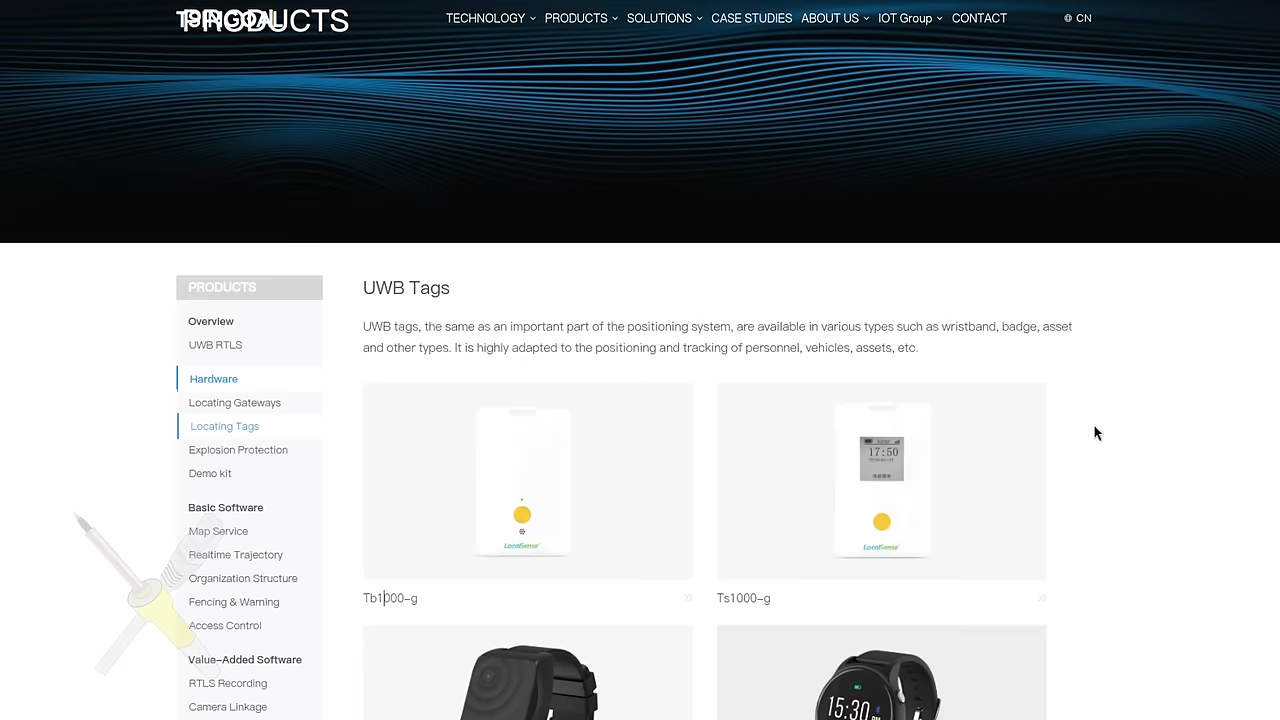 TSINGOAL
PRODUCTS
TECHNOLOGY PRODUCTS SOLUTIONS CASE STUDIES ABOUT US IOT Group CONTACT CN
PRODUCTS
Overview
UWB RTLS
Hardware
Locating Gateways
Locating Tags
Explosion Protection
Demo kit
Basic Software
Map Service
Realtime Trajectory
Organization Structure
Fencing & Warning
Access Control
Value-Added Software
RTLS Recording
Camera Linkage
UWB Tags
UWB tags, the same as an important part of the positioning system, are available in various types such as wristband, badge, asset
and other types. It is highly adapted to the positioning and tracking of personnel, vehicles, assets, etc.
17:50
LocalSense
LocalSense
Tb1000-g
Ts1000-g
15:30